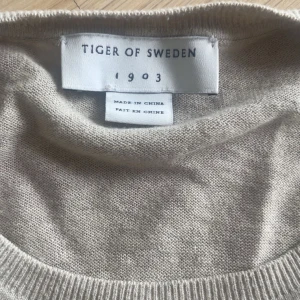 TIGER OF SWEDEN
1903
MADE IN CHINA
FAIT EN CHINE